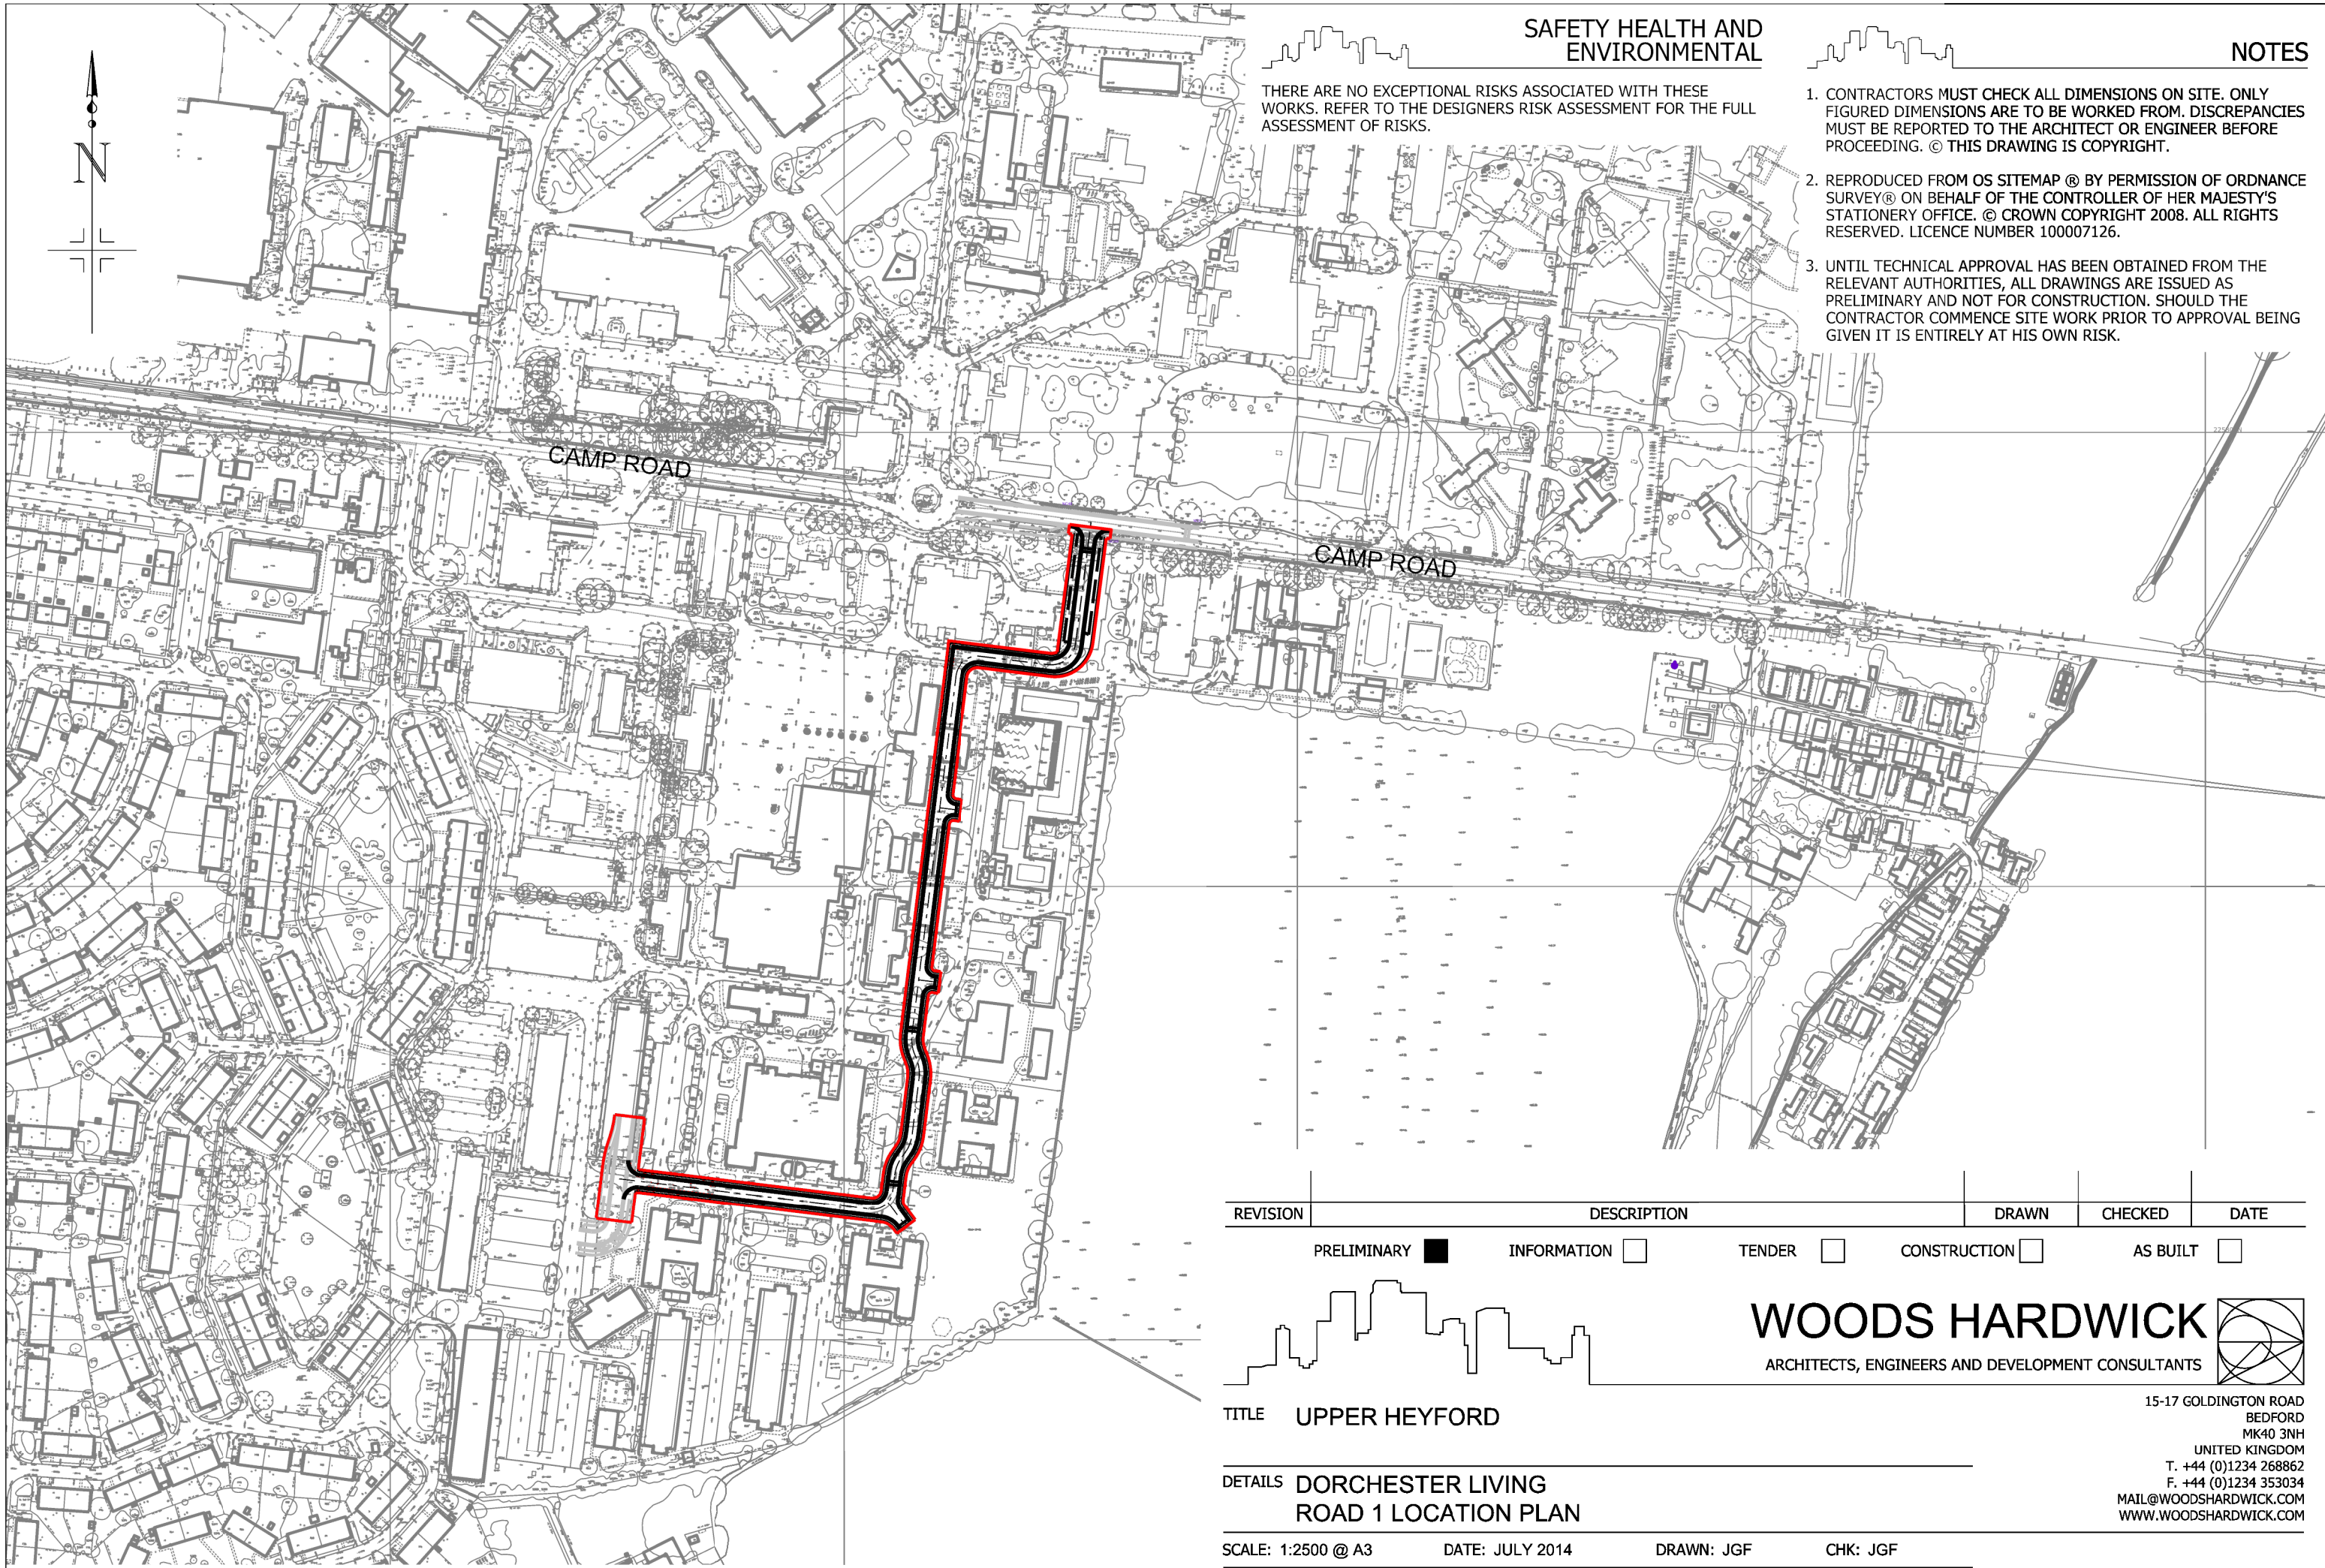 SAFETY HEALTH AND
ENVIRONMENTAL
THERE ARE NO EXCEPTIONAL RISKS ASSOCIATED WITH THESE
WORKS. REFER TO THE DESIGNERS RISK ASSESSMENT FOR THE FULL
ASSESSMENT OF RISKS.
NOTES
1. CONTRACTORS MUST CHECK ALL DIMENSIONS ON SITE. ONLY
FIGURED DIMENSIONS ARE TO BE WORKED FROM. DISCREPANCIES
MUST BE REPORTED TO THE ARCHITECT OR ENGINEER BEFORE
PROCEEDING. © THIS DRAWING IS COPYRIGHT.
2. REPRODUCED FROM OS SITEMAP ® BY PERMISSION OF ORDNANCE
SURVEY® ON BEHALF OF THE CONTROLLER OF HER MAJESTY'S
STATIONERY OFFICE. © CROWN COPYRIGHT 2008. ALL RIGHTS
RESERVED. LICENCE NUMBER 100007126.
3. UNTIL TECHNICAL APPROVAL HAS BEEN OBTAINED FROM THE
RELEVANT AUTHORITIES, ALL DRAWINGS ARE ISSUED AS
PRELIMINARY AND NOT FOR CONSTRUCTION. SHOULD THE
CONTRACTOR COMMENCE SITE WORK PRIOR TO APPROVAL BEING
GIVEN IT IS ENTIRELY AT HIS OWN RISK.
N
CAMP ROAD
CAMP ROAD
REVISION DESCRIPTION DRAWN CHECKED DATE
PRELIMINARY INFORMATION TENDER CONSTRUCTION AS BUILT
WOODS HARDWICK
ARCHITECTS, ENGINEERS AND DEVELOPMENT CONSULTANTS
15-17 GOLDINGTON ROAD
BEDFORD
MK40 3NH
UNITED KINGDOM
T. +44 (0)1234 268862
F. +44 (0)1234 353034
MAIL@WOODSHARDWICK.COM
WWW.WOODSHARDWICK.COM
TITLE UPPER HEYFORD
DETAILS DORCHESTER LIVING
ROAD 1 LOCATION PLAN
SCALE: 1:2500 @ A3 DATE: JULY 2014 DRAWN: JGF CHK: JGF